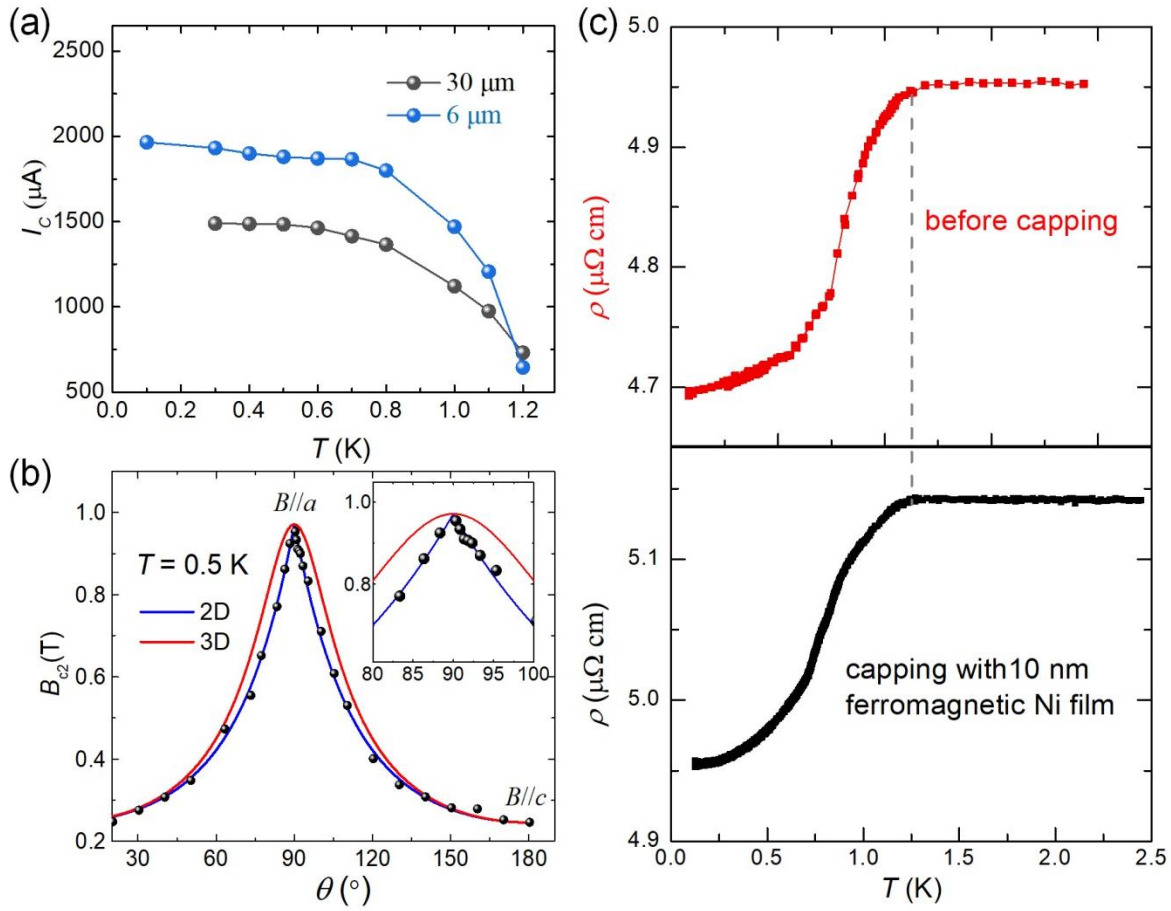 (a)
2500
2000
1500
1000
500
I_C (μA)
30 μm
6 μm
0.0 0.2 0.4 0.6 0.8 1.0 1.2
T (K)
(b)
1.0
0.8
0.6
0.4
0.2
B_c2(T)
B//a
T = 0.5 K
2D
3D
1.0
0.8
80 85 90 95 100
B//c
30 60 90 120 150 180
θ (°)
(c)
5.0
4.9
4.8
4.7
ρ (μΩ cm)
before capping
5.1
5.0
4.9
ρ (μΩ cm)
capping with10 nm
ferromagnetic Ni film
0.0 0.5 1.0 1.5 2.0 2.5
T (K)